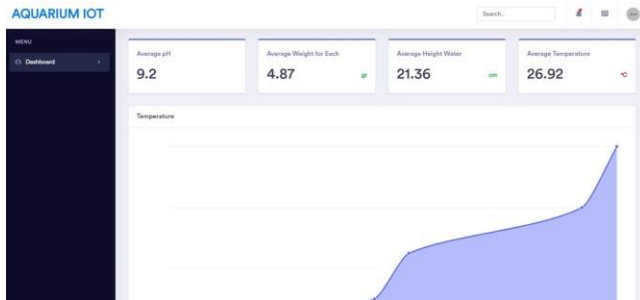 AQUARIUM IOT
Search..
MENU
Dashboard
Average pH
9.2
Average Weight for Each
4.87 gr
Average Height Water
21.36 cm
Average Temperature
26.92 °C
Temperature